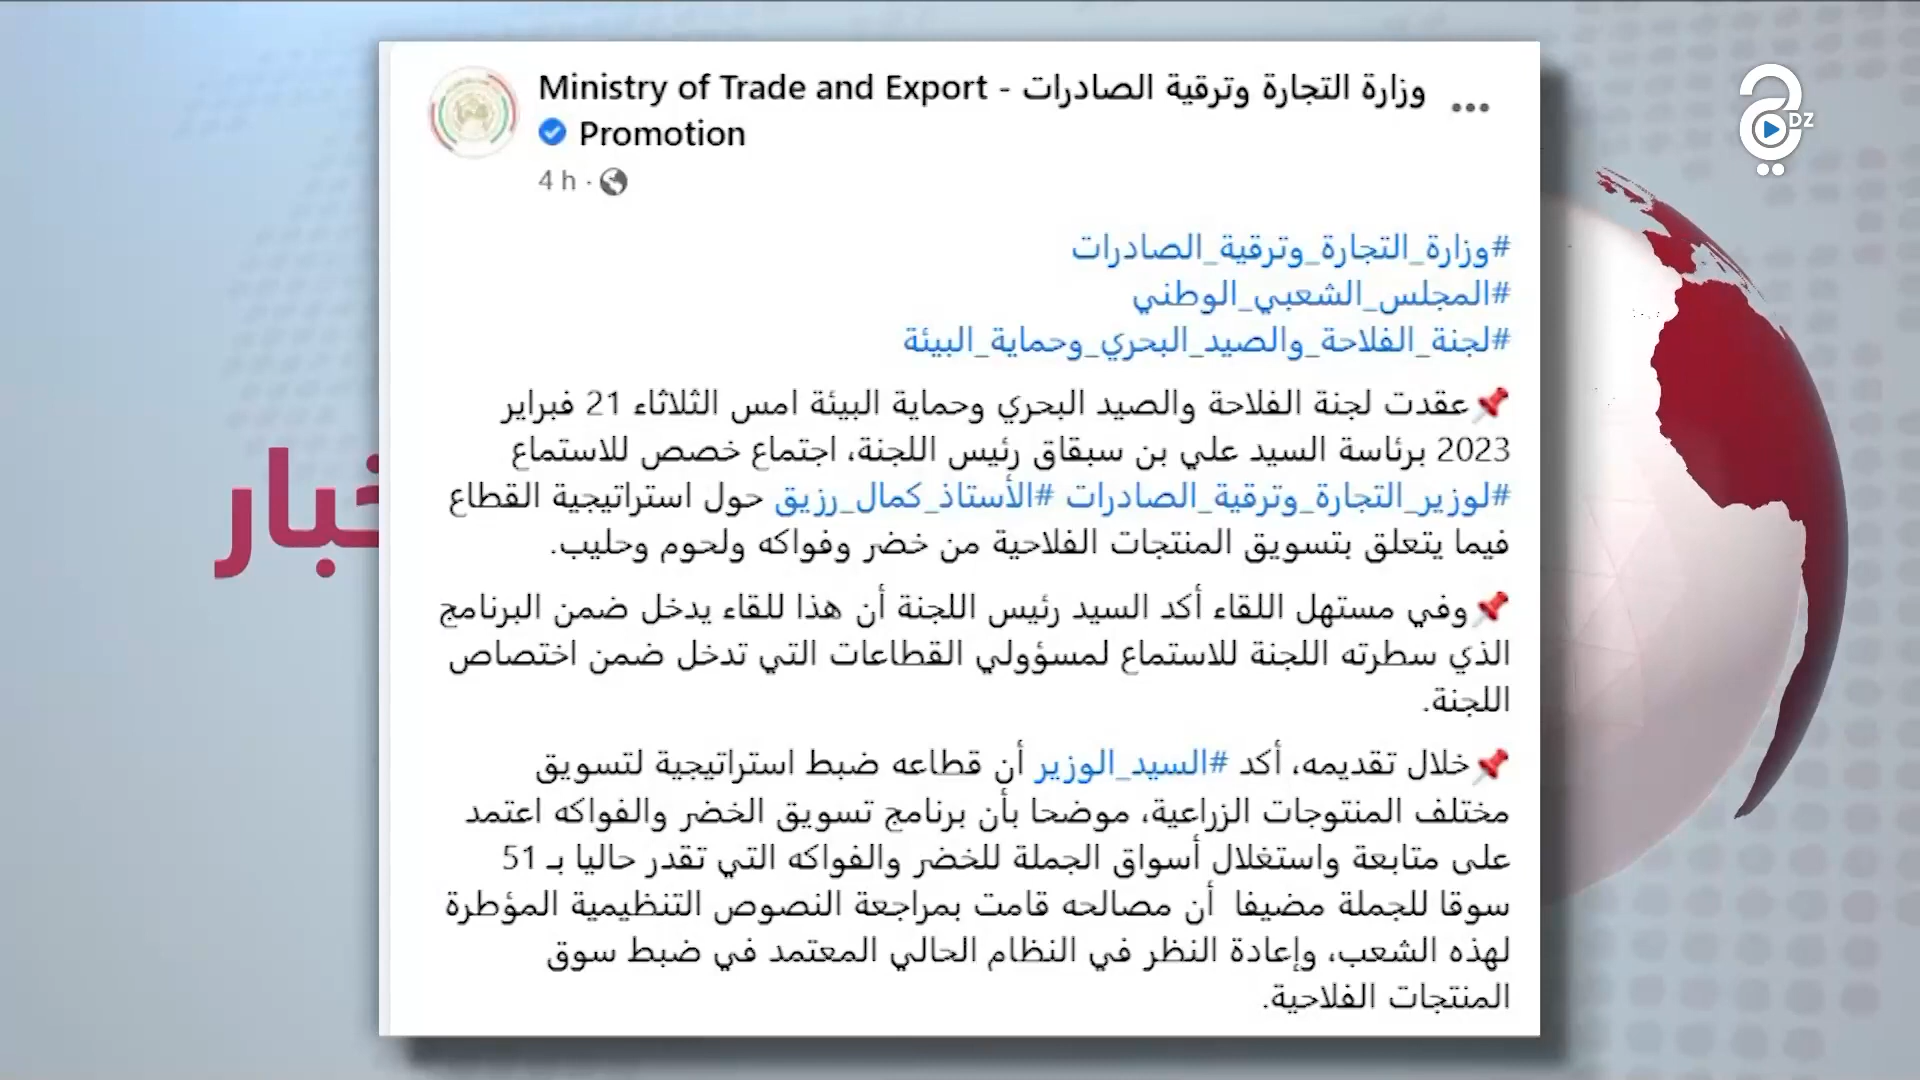 وزارة التجارة وترقية الصادرات - Ministry of Trade and Export
Promotion
4 h
#وزارة_التجارة_وترقية_الصادرات
#المجلس_الشعبي_الوطني
#لجنة_الفلاحة_والصيد_البحري_وحماية_البيئة
📌عقدت لجنة الفلاحة والصيد البحري وحماية البيئة امس الثلاثاء 21 فبراير
2023 برئاسة السيد علي بن سبقاق رئيس اللجنة، اجتماع خصص للاستماع
#لوزير_التجارة_وترقية_الصادرات #الأستاذ_كمال_رزيق حول استراتيجية القطاع
فيما يتعلق بتسويق المنتجات الفلاحية من خضر وفواكه ولحوم وحليب.
📌وفي مستهل اللقاء أكد السيد رئيس اللجنة أن هذا للقاء يدخل ضمن البرنامج
الذي سطرته اللجنة للاستماع لمسؤولي القطاعات التي تدخل ضمن اختصاص
اللجنة.
📌خلال تقديمه، أكد #السيد_الوزير أن قطاعه ضبط استراتيجية لتسويق
مختلف المنتوجات الزراعية، موضحا بأن برنامج تسويق الخضر والفواكه اعتمد
على متابعة واستغلال أسواق الجملة للخضر والفواكه التي تقدر حاليا بـ 51
سوقا للجملة مضيفا أن مصالحه قامت بمراجعة النصوص التنظيمية المؤطرة
لهذه الشعب، وإعادة النظر في النظام الحالي المعتمد في ضبط سوق
المنتجات الفلاحية.
خبار
DZ